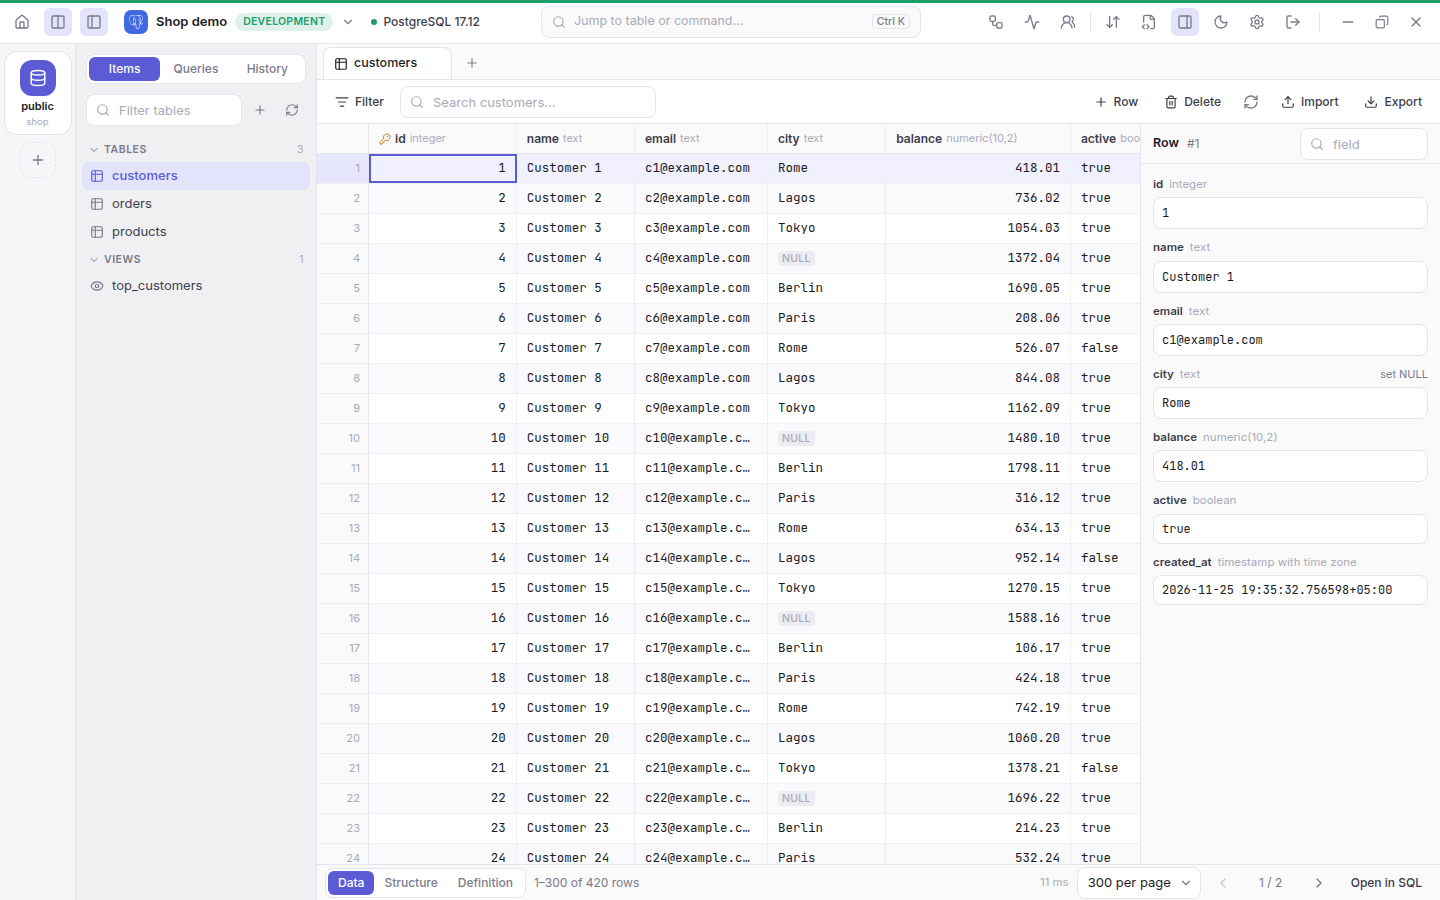 Shop demo DEVELOPMENT PostgreSQL 17.12 Jump to table or command... Ctrl K
public
shop
Items Queries History
Filter tables
TABLES 3
customers
orders
products
VIEWS 1
top_customers
customers
Filter Search customers... Row Delete Import Export
id integer name text email text city text balance numeric(10,2) active boo
1 1 Customer 1 c1@example.com Rome 418.01 true
2 2 Customer 2 c2@example.com Lagos 736.02 true
3 3 Customer 3 c3@example.com Tokyo 1054.03 true
4 4 Customer 4 c4@example.com NULL 1372.04 true
5 5 Customer 5 c5@example.com Berlin 1690.05 true
6 6 Customer 6 c6@example.com Paris 208.06 true
7 7 Customer 7 c7@example.com Rome 526.07 false
8 8 Customer 8 c8@example.com Lagos 844.08 true
9 9 Customer 9 c9@example.com Tokyo 1162.09 true
10 10 Customer 10 c10@example.c… NULL 1480.10 true
11 11 Customer 11 c11@example.c… Berlin 1798.11 true
12 12 Customer 12 c12@example.c… Paris 316.12 true
13 13 Customer 13 c13@example.c… Rome 634.13 true
14 14 Customer 14 c14@example.c… Lagos 952.14 false
15 15 Customer 15 c15@example.c… Tokyo 1270.15 true
16 16 Customer 16 c16@example.c… NULL 1588.16 true
17 17 Customer 17 c17@example.c… Berlin 106.17 true
18 18 Customer 18 c18@example.c… Paris 424.18 true
19 19 Customer 19 c19@example.c… Rome 742.19 true
20 20 Customer 20 c20@example.c… Lagos 1060.20 true
21 21 Customer 21 c21@example.c… Tokyo 1378.21 false
22 22 Customer 22 c22@example.c… NULL 1696.22 true
23 23 Customer 23 c23@example.c… Berlin 214.23 true
24 24 Customer 24 c24@example.c… Paris 532.24 true
Row #1 field
id integer
1
name text
Customer 1
email text
c1@example.com
city text set NULL
Rome
balance numeric(10,2)
418.01
active boolean
true
created_at timestamp with time zone
2026-11-25 19:35:32.756598+05:00
Data Structure Definition 1–300 of 420 rows 11 ms 300 per page 1 / 2 Open in SQL